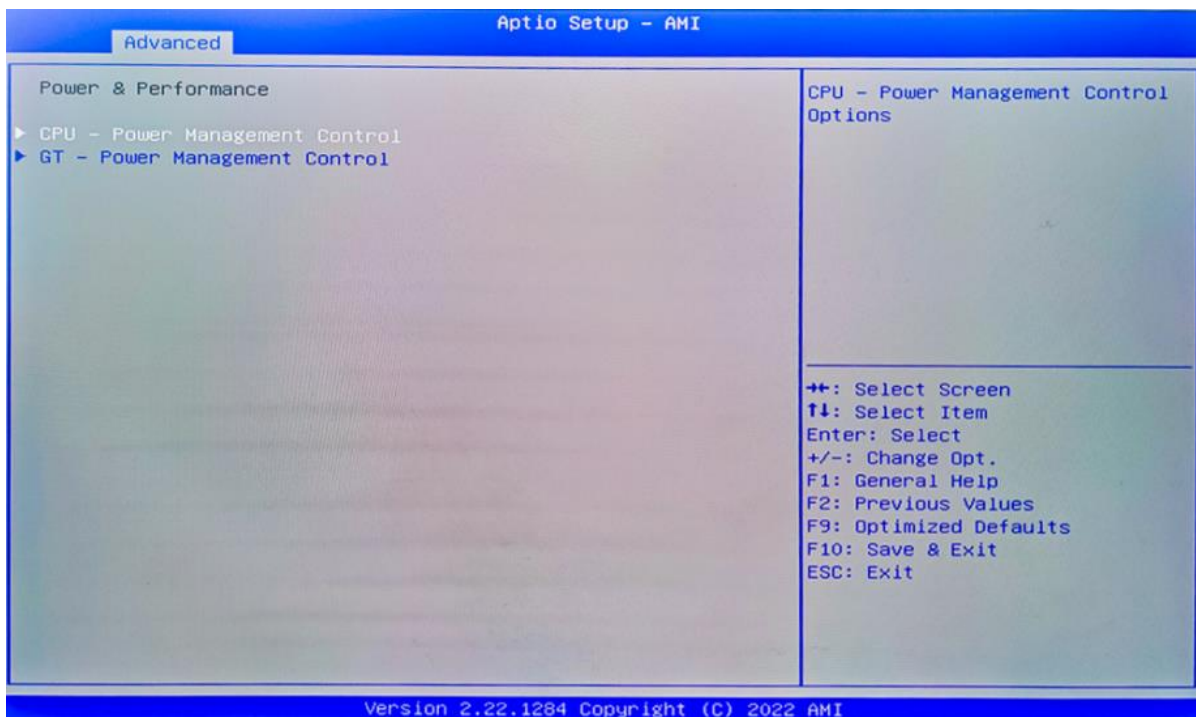 Aptio Setup – AMI
Advanced
Power & Performance
▶ CPU – Power Management Control
▶ GT – Power Management Control
CPU – Power Management Control
Options
→←: Select Screen
↑↓: Select Item
Enter: Select
+/-: Change Opt.
F1: General Help
F2: Previous Values
F9: Optimized Defaults
F10: Save & Exit
ESC: Exit
Version 2.22.1284 Copyright (C) 2022 AMI